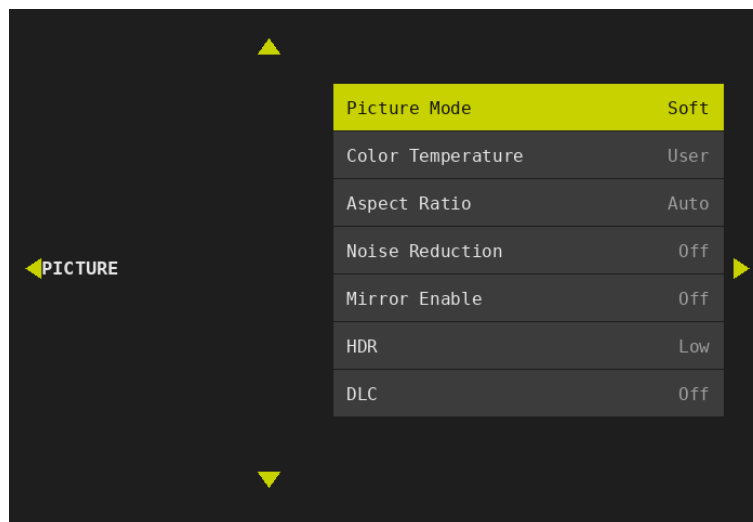 PICTURE
Picture Mode Soft
Color Temperature User
Aspect Ratio Auto
Noise Reduction Off
Mirror Enable Off
HDR Low
DLC Off